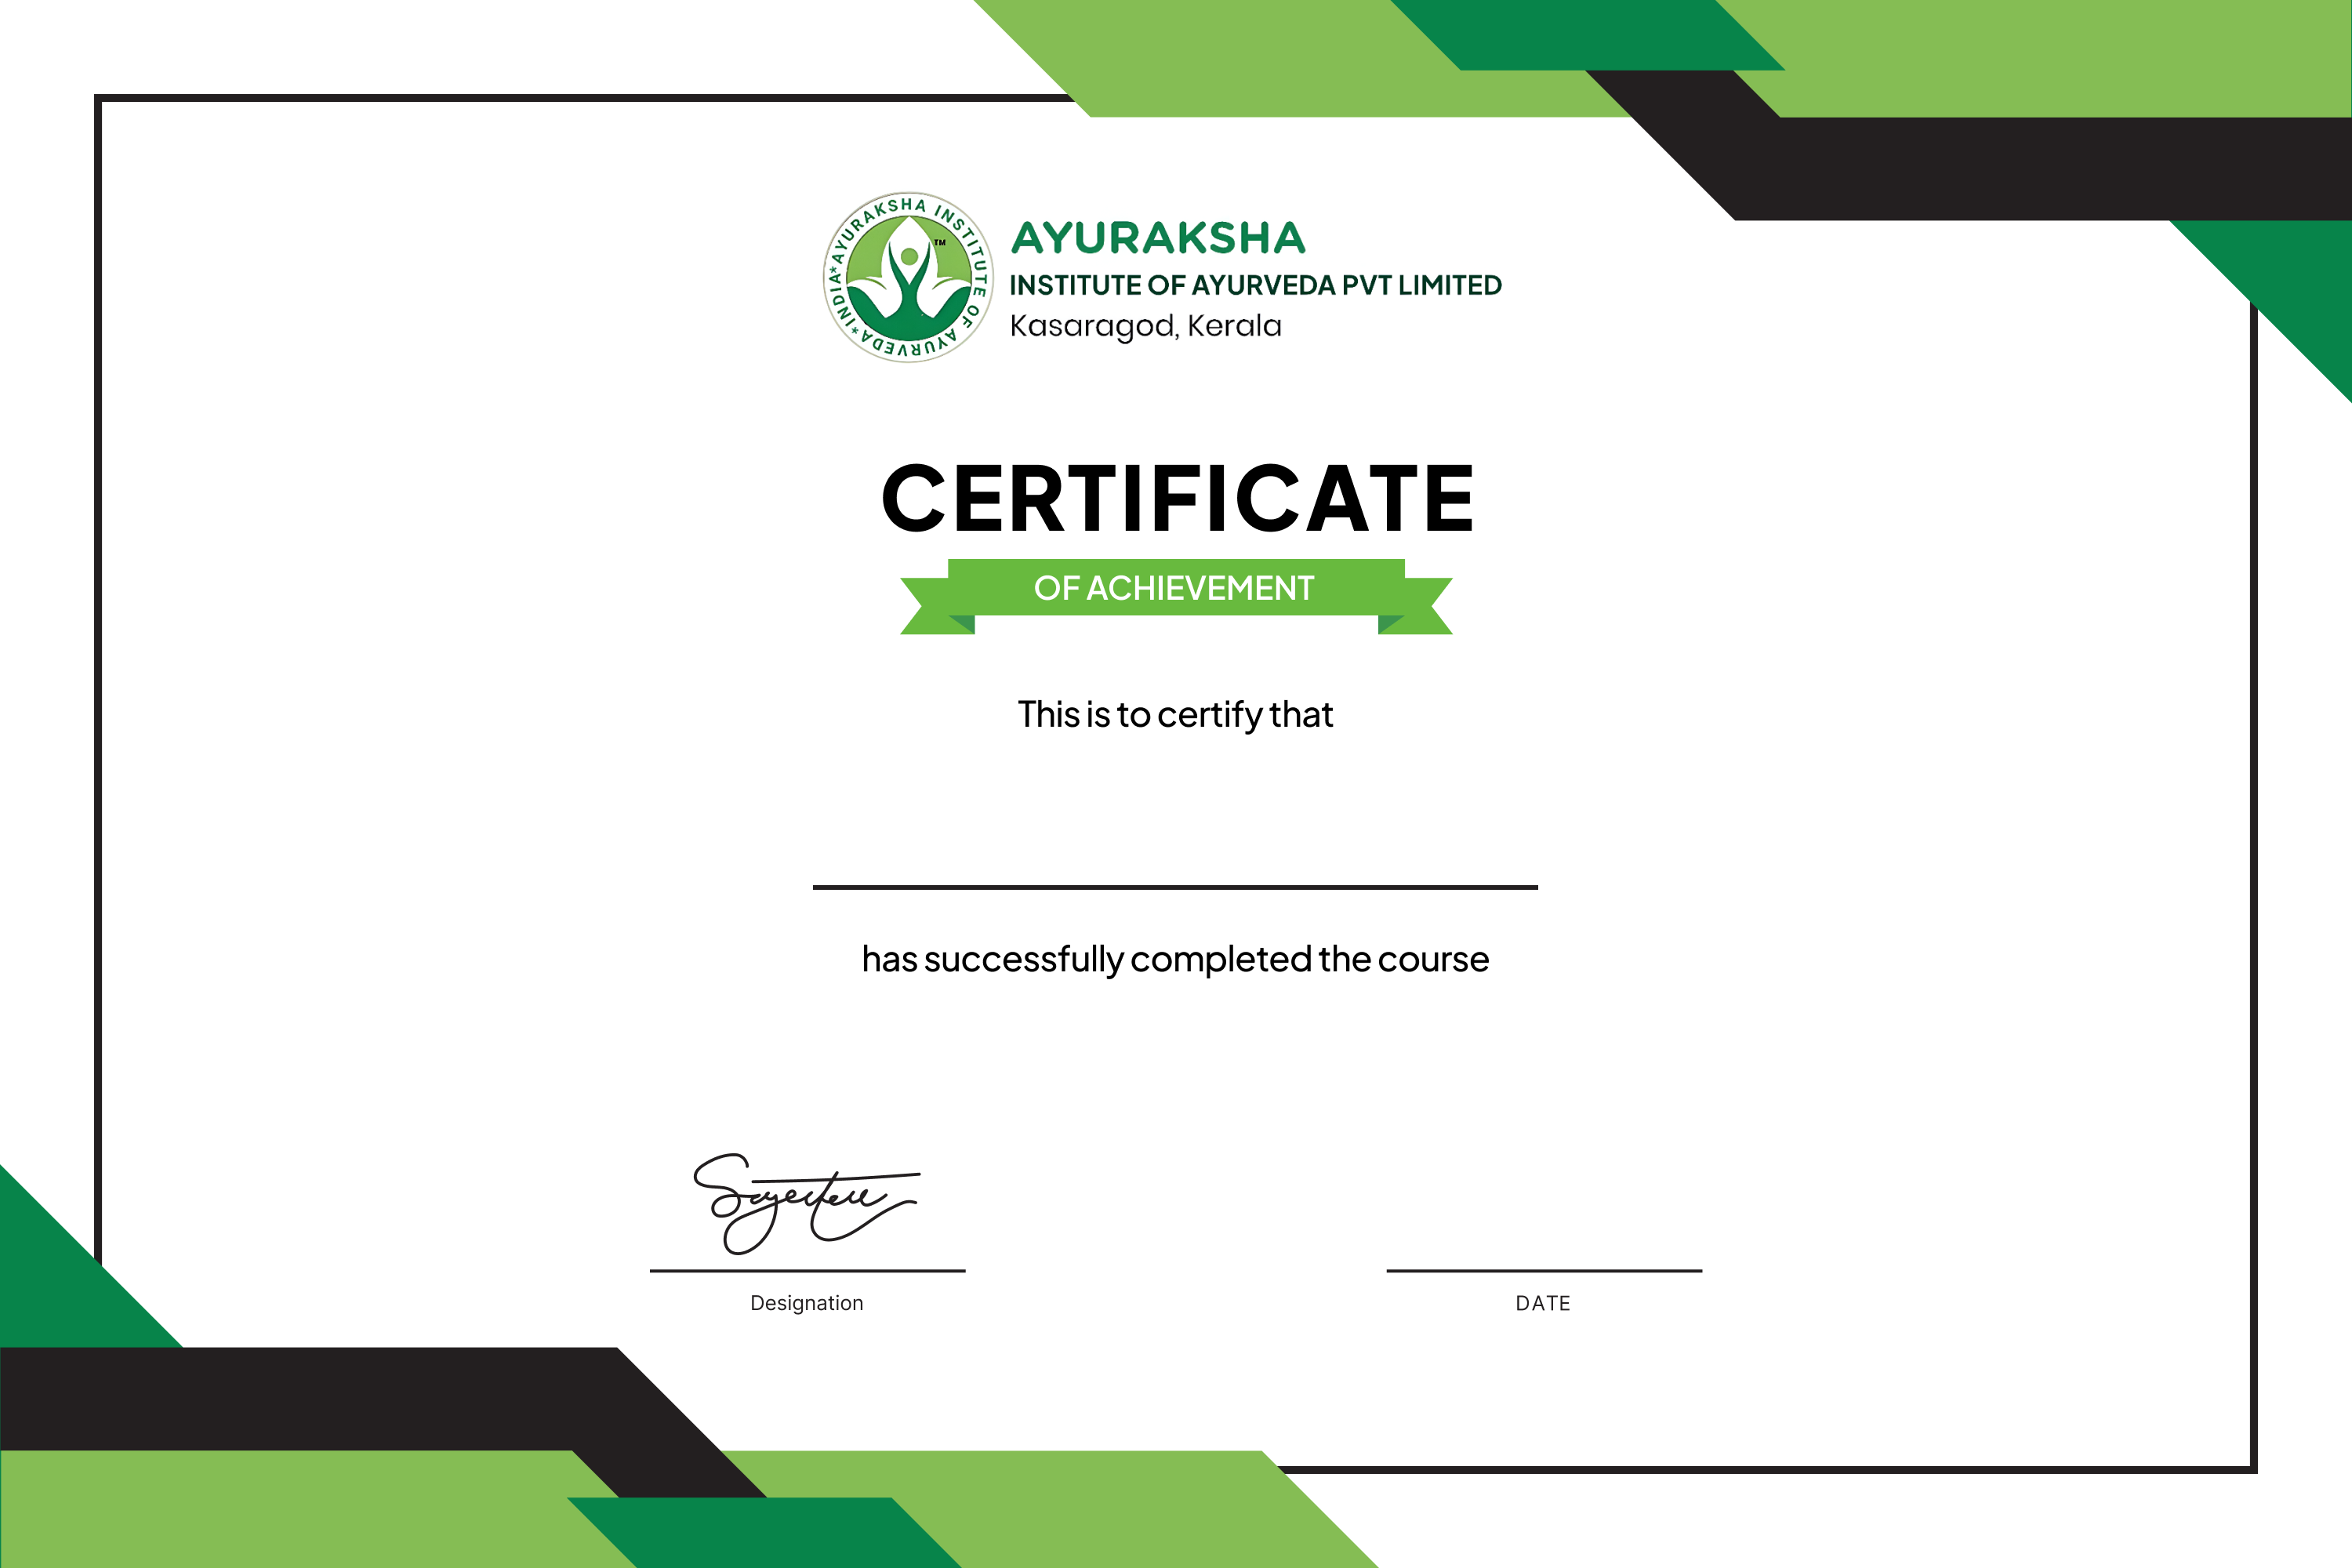 *AYURAKSHA INSTITUTE OF AYURVEDA*INDIA
TM
AYURAKSHA
INSTITUTE OF AYURVEDA PVT LIMITED
Kasaragod, Kerala
CERTIFICATE
OF ACHIEVEMENT
This is to certify that
has successfully completed the course
Designation
DATE